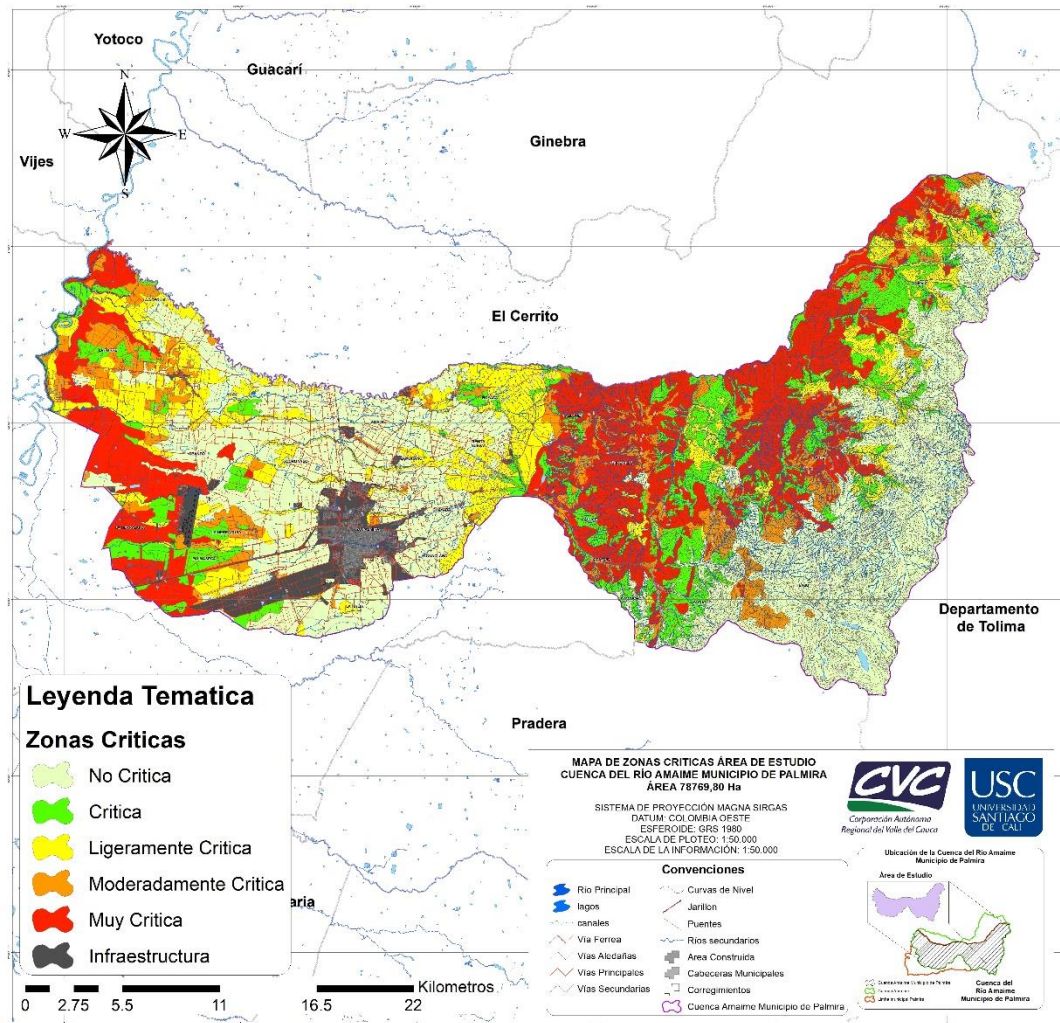 Yotoco
Guacarí
N
W
E
S
Vijes
Ginebra
El Cerrito
Departamento
de Tolima
Pradera
aria
Leyenda Tematica
Zonas Criticas
No Critica
Critica
Ligeramente Critica
Moderadamente Critica
Muy Critica
Infraestructura
0 2.75 5.5 11 16.5 22 Kilometros
MAPA DE ZONAS CRITICAS ÁREA DE ESTUDIO
CUENCA DEL RÍO AMAIME MUNICIPIO DE PALMIRA
ÁREA 78769,80 Ha
SISTEMA DE PROYECCIÓN MAGNA SIRGAS
DATUM: COLOMBIA OESTE
ESFEROIDE: GRS 1980
ESCALA DE PLOTEO: 1:50.000
ESCALA DE LA INFORMACIÓN: 1:50.000
CVC
Corporación Autónoma
Regional del Valle del Cauca
USC
UNIVERSIDAD
SANTIAGO
DE CALI
Convenciones
Río Principal
lagos
canales
Vía Ferrea
Vías Aledañas
Vías Principales
Vías Secundarias
Curvas de Nivel
Jarillon
Puentes
Ríos secundarios
Area Construida
Cabeceras Municipales
Corregimientos
Cuenca Amaime Municipio de Palmira
Ubicación de la Cuenca del Río Amaime
Municipio de Palmira
Área de Estudio
Cuenca del
Río Amaime
Municipio de Palmira